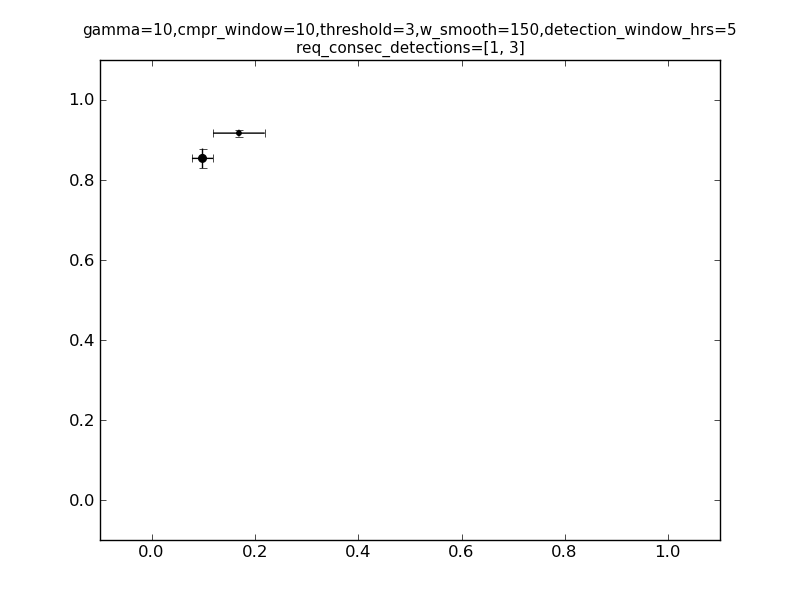 gamma=10,cmpr_window=10,threshold=3,w_smooth=150,detection_window_hrs=5
req_consec_detections=[1, 3]
1.0
0.8
0.6
0.4
0.2
0.0
0.0 0.2 0.4 0.6 0.8 1.0